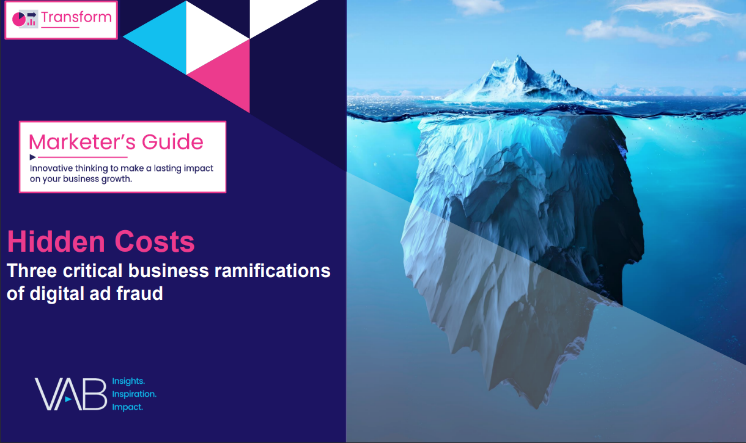 Transform
Marketer's Guide
Innovative thinking to make a lasting impact
on your business growth.
Hidden Costs
Three critical business ramifications
of digital ad fraud
VAB
Insights.
Inspiration.
Impact.